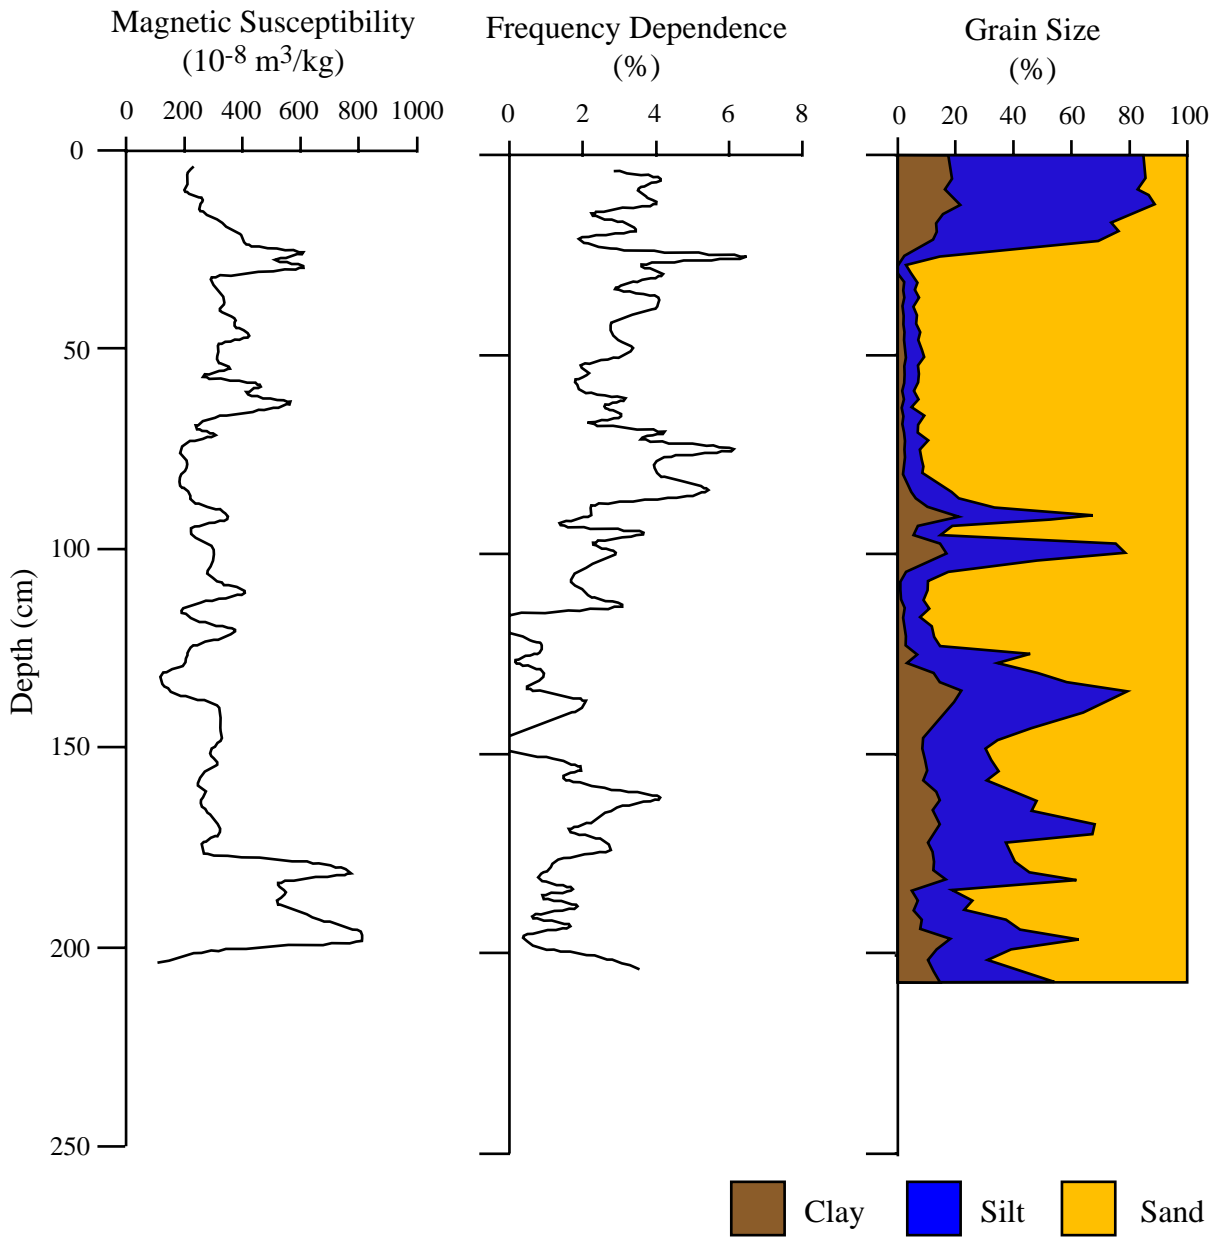 Magnetic Susceptibility
(10-8 m3/kg)
Frequency Dependence
(%)
Grain Size
(%)
0 200 400 600 800 1000
0 2 4 6 8
0 20 40 60 80 100
0
50
100
150
200
250
Depth (cm)
Clay Silt Sand